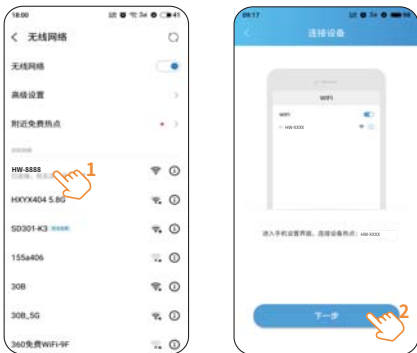 18:00
无线网络
无线网络
高级设置
附近免费热点
HW-8888
1
HXYX404 5.8G
SD301-K3
155a406
308
308_5G
360免费WiFi-9F
09:17
连接设备
WIFI
WIFI
HW-XXXX
进入手机设置界面，连接设备热点：HW-XXXX
下一步
2